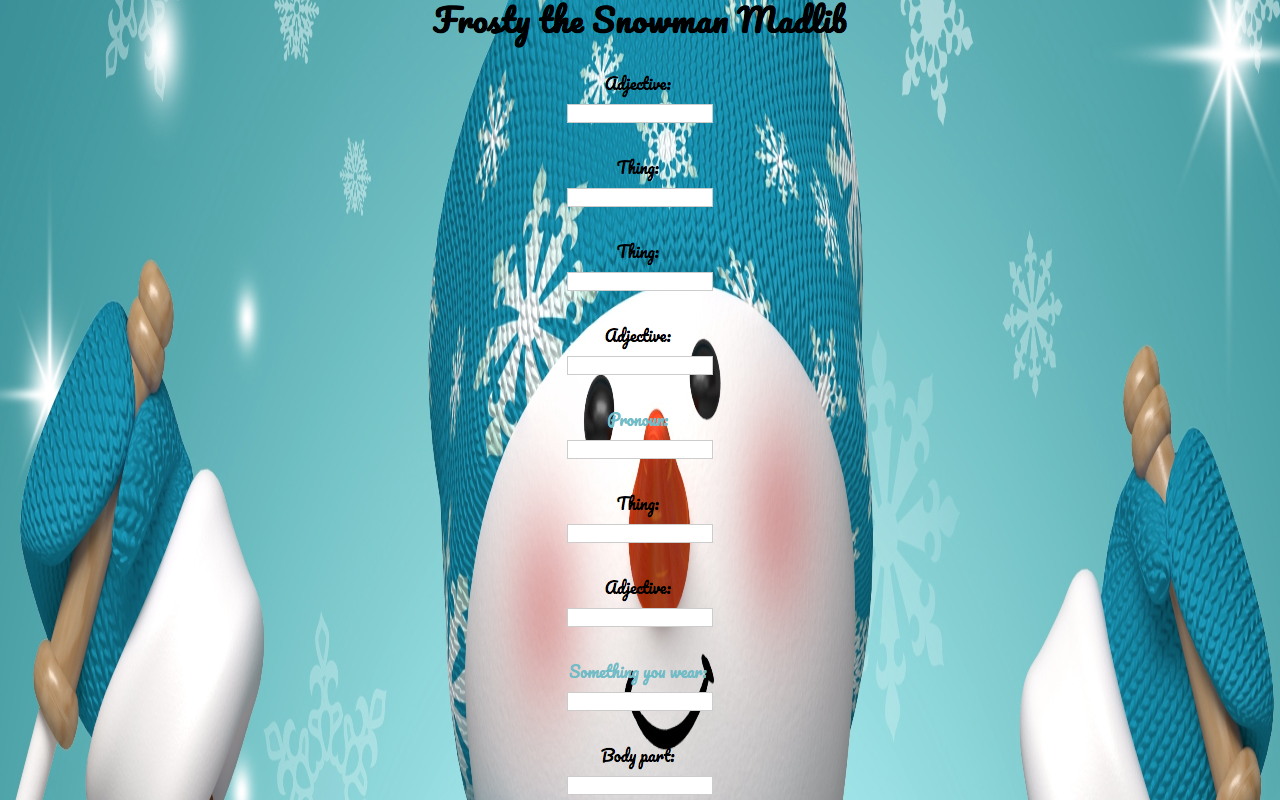 Frosty the Snowman Madlib
Adjective:
Thing:
Thing:
Adjective:
Pronoun:
Thing:
Adjective:
Something you wear:
Body part: